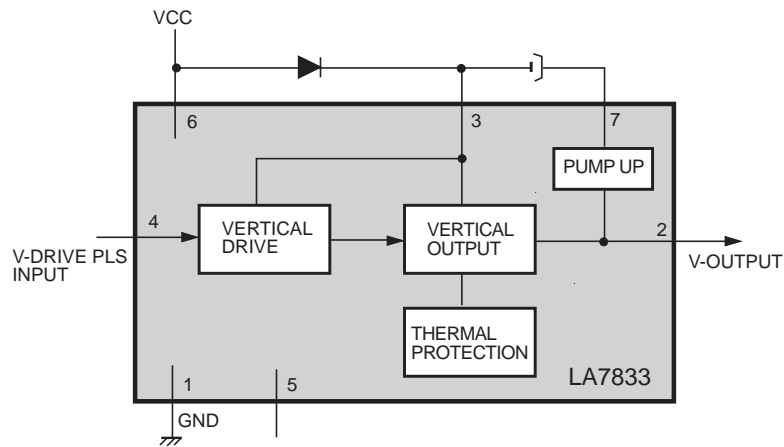 VCC
6
3
7
PUMP UP
4
VERTICAL
DRIVE
VERTICAL
OUTPUT
2
V-DRIVE PLS
INPUT
V-OUTPUT
THERMAL
PROTECTION
1
5
LA7833
GND